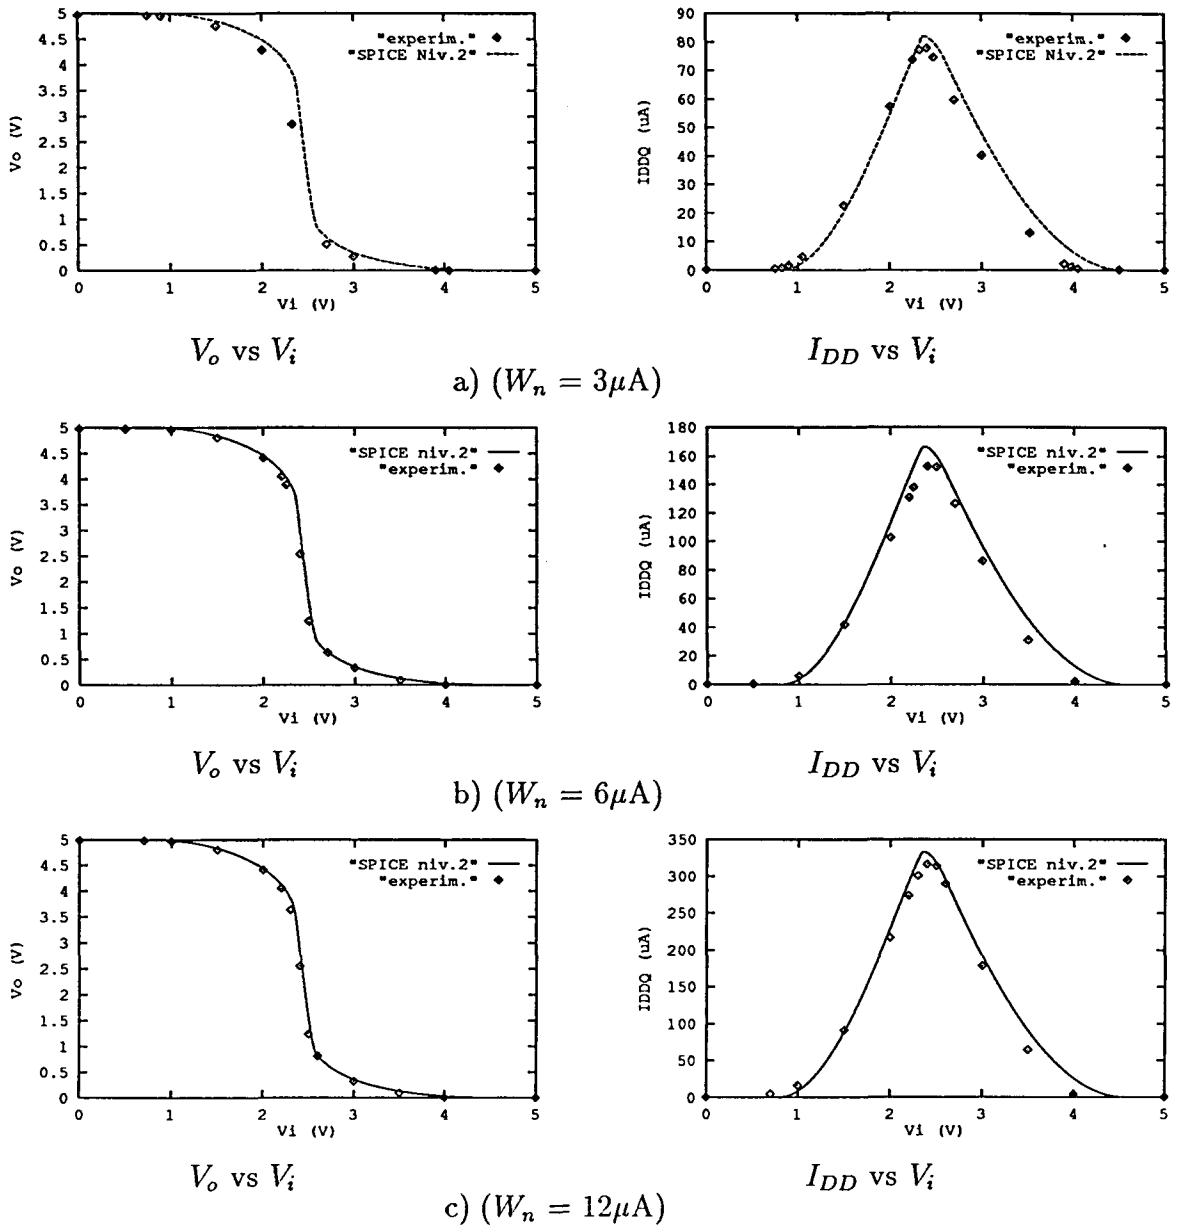 5
4.5
4
3.5
3
2.5
2
1.5
1
0.5
0
Vo (V)
"experim."
"SPICE Niv.2"
0 1 2 3 4 5
Vi (V)
90
80
70
60
50
40
30
20
10
0
IDDQ (uA)
"experim."
"SPICE Niv.2"
0 1 2 3 4 5
Vi (V)
Vo vs Vi
IDD vs Vi
a) (Wn = 3μA)
5
4.5
4
3.5
3
2.5
2
1.5
1
0.5
0
Vo (V)
"SPICE niv.2"
"experim."
0 1 2 3 4 5
Vi (V)
180
160
140
120
100
80
60
40
20
0
IDDQ (uA)
"SPICE niv.2"
"experim."
0 1 2 3 4 5
Vi (V)
Vo vs Vi
IDD vs Vi
b) (Wn = 6μA)
5
4.5
4
3.5
3
2.5
2
1.5
1
0.5
0
Vo (V)
"SPICE niv.2"
"experim."
0 1 2 3 4 5
Vi (V)
350
300
250
200
150
100
50
0
IDDQ (uA)
"SPICE niv.2"
"experim."
0 1 2 3 4 5
Vi (V)
Vo vs Vi
IDD vs Vi
c) (Wn = 12μA)